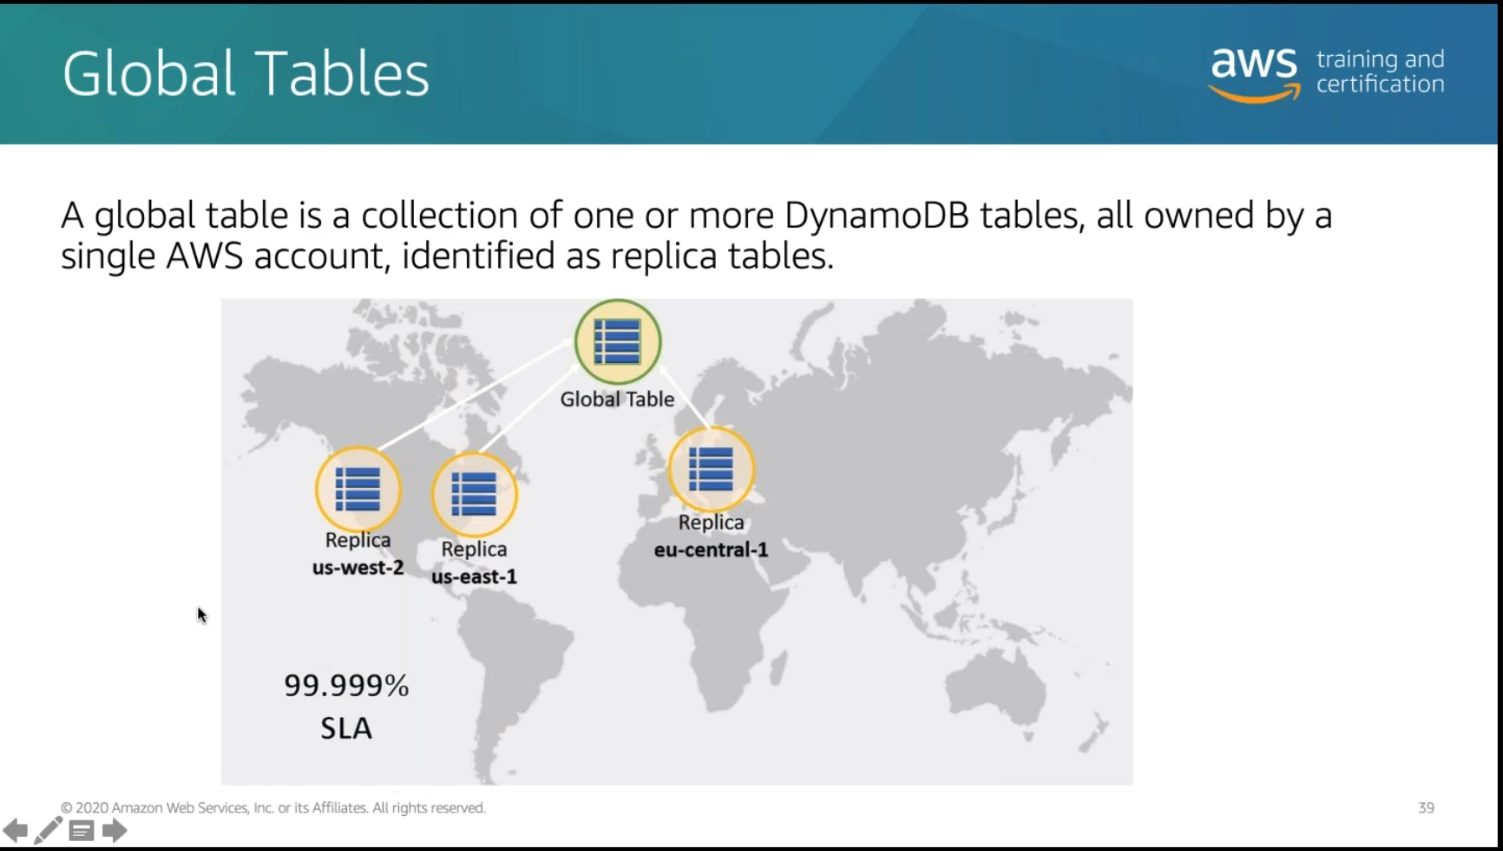 Global Tables
aws training and
certification
A global table is a collection of one or more DynamoDB tables, all owned by a
single AWS account, identified as replica tables.
Global Table
Replica
us-west-2
Replica
us-east-1
Replica
eu-central-1
99.999%
SLA
© 2020 Amazon Web Services, Inc. or its Affiliates. All rights reserved.
39